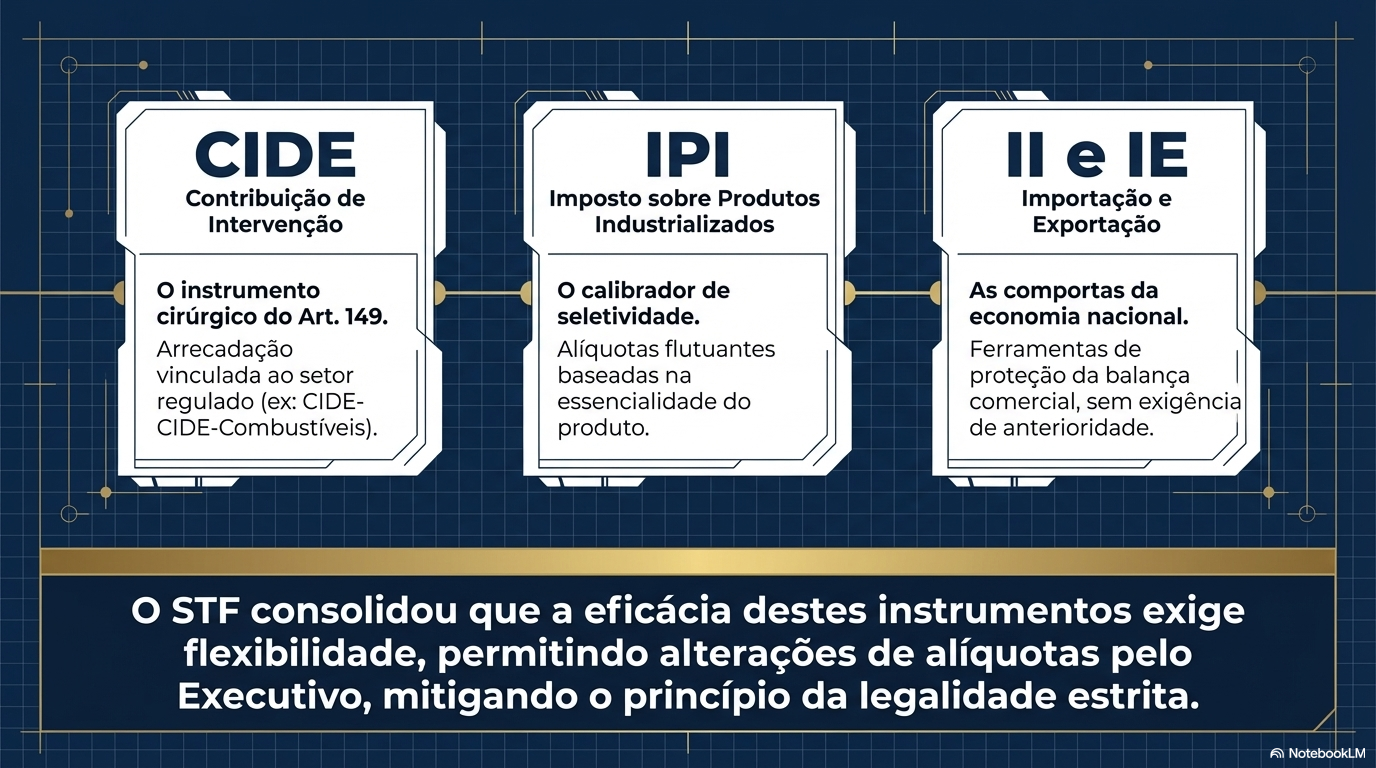 CIDE
Contribuição de
Intervenção
O instrumento
cirúrgico do Art. 149.
Arrecadação
vinculada ao setor
regulado (ex: CIDE-
CIDE-Combustíveis).
IPI
Imposto sobre Produtos
Industrializados
O calibrador de
seletividade.
Alíquotas flutuantes
baseadas na
essencialidade do
produto.
II e IE
Importação e
Exportação
As comportas da
economia nacional.
Ferramentas de
proteção da balança
comercial, sem exigência
de anterioridade.
O STF consolidou que a eficácia destes instrumentos exige
flexibilidade, permitindo alterações de alíquotas pelo
Executivo, mitigando o princípio da legalidade estrita.
NotebookLM